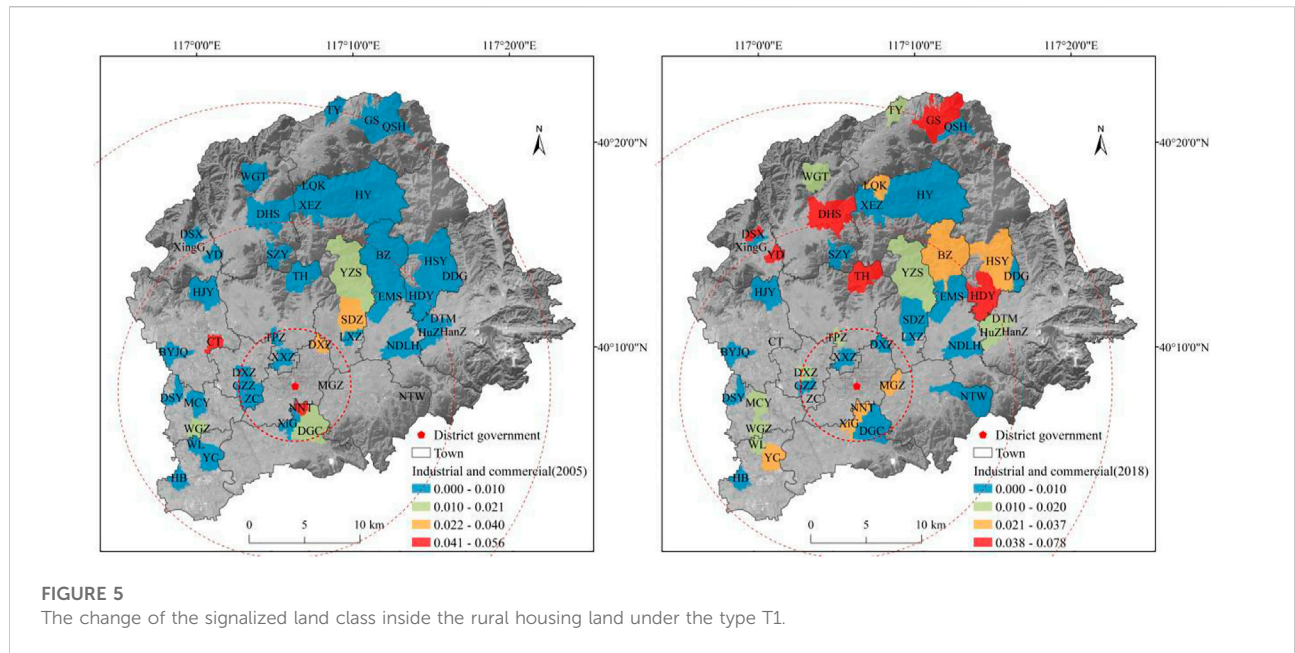 117°0'0"E 117°10'0"E 117°20'0"E
N
40°20'0"N
40°10'0"N
TY
GS
QSH
WGT
LQK
HY
XEZ
DHS
DSX
XingG
YD
SZY
BZ
HSY
YZS
TH
DDG
HJY
EMS
HDY
SDZ
DTM
HuZ
HanZ
LXZ
TPZ
CT
DXZ
NDLH
BYJQ
XXZ
DXZ
GZZ
MGZ
DSY
MCY
ZC
NTW
NNT
XiG
WGZ
DGC
WL
YC
HB
District government
Town
Industrial and commercial(2005)
0.000 - 0.010
0.010 - 0.021
0.022 - 0.040
0.041 - 0.056
0 5 10 km
117°0'0"E 117°10'0"E 117°20'0"E
N
40°20'0"N
40°10'0"N
TY
GS
QSH
WGT
LQK
HY
XEZ
DHS
DSX
XingG
YD
SZY
BZ
HSY
YZS
TH
DDG
HJY
EMS
HDY
SDZ
DTM
HuZ
HanZ
LXZ
TPZ
CT
DXZ
NDLH
BYJQ
XXZ
DXZ
GZZ
MGZ
DSY
MCY
ZC
NTW
NNT
XiG
WGZ
DGC
WL
YC
HB
District government
Town
Industrial and commercial(2018)
0.000 - 0.010
0.010 - 0.020
0.021 - 0.037
0.038 - 0.078
0 5 10 km
FIGURE 5
The change of the signalized land class inside the rural housing land under the type T1.